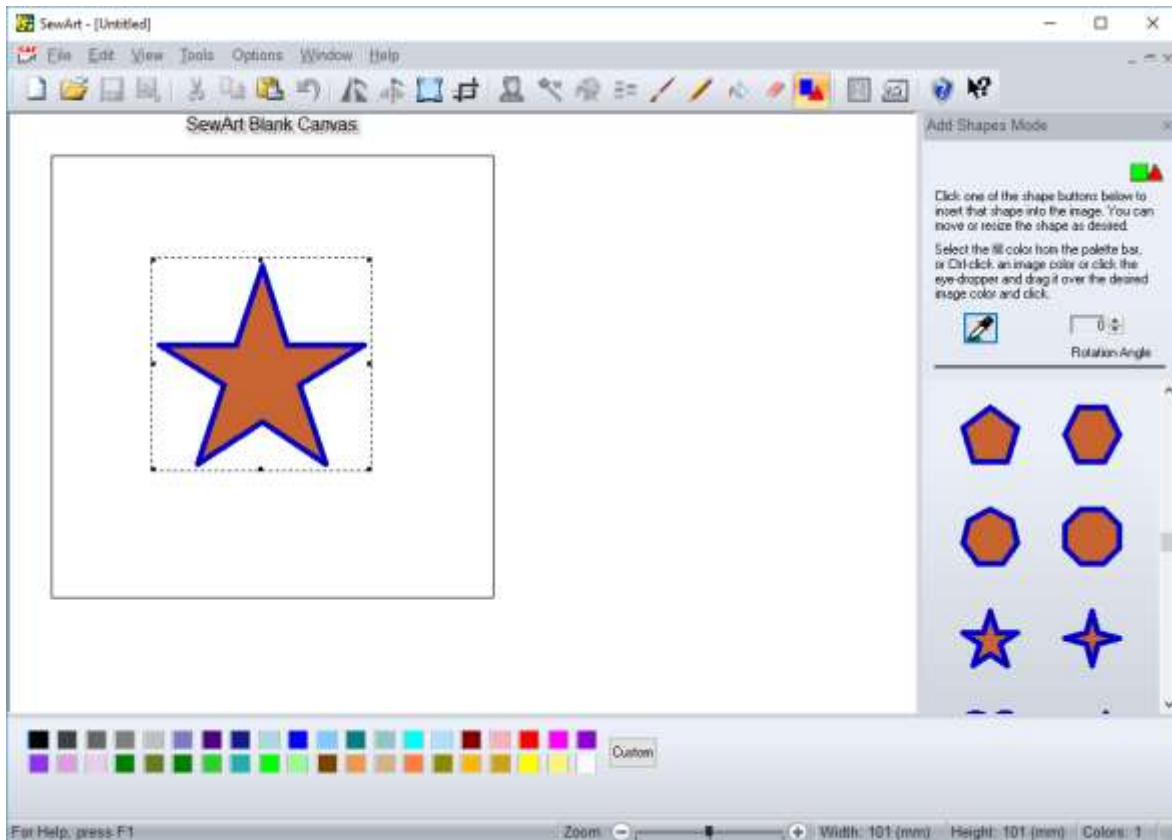 SewArt - [Untitled]
File Edit View Tools Options Window Help
SewArt Blank Canvas
Add Shapes Mode
Click one of the shape buttons below to
insert that shape into the image. You can
move or resize the shape as desired.
Select the fill color from the palette bar,
or Ctrl-click an image color or click the
eye-dropper and drag it over the desired
image color and click.
0
Rotation Angle
Custom
For Help, press F1
Zoom
Width: 101 (mm) Height: 101 (mm) Colors: 1